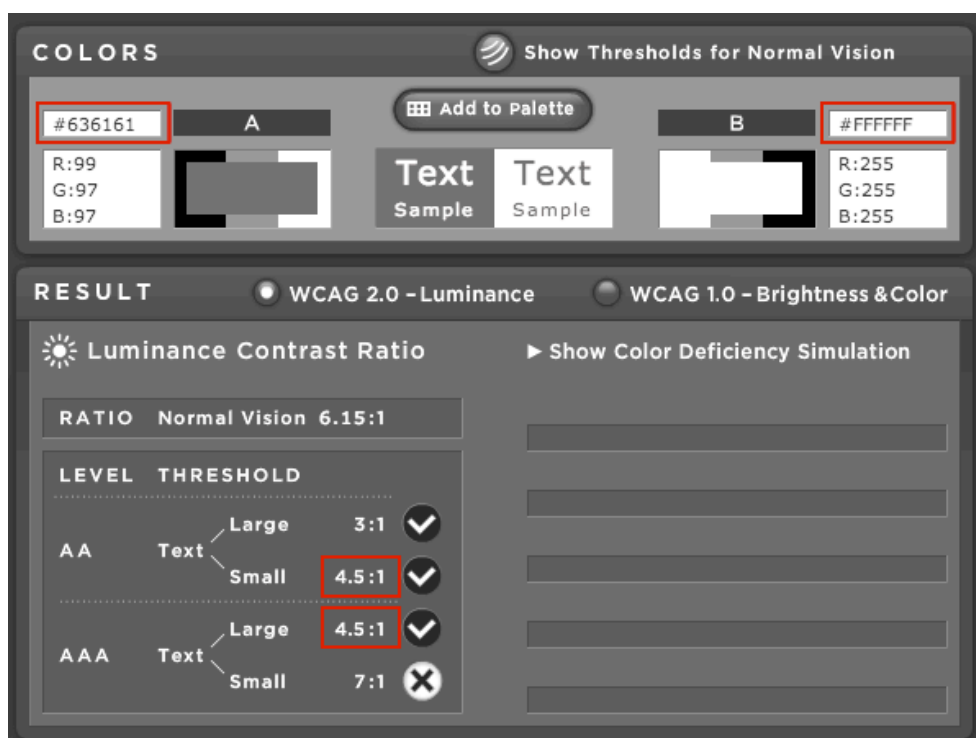 COLORS
Show Thresholds for Normal Vision
#636161
A
Add to Palette
B
#FFFFFF
R:99
G:97
B:97
Text
Sample
Text
Sample
R:255
G:255
B:255
RESULT
WCAG 2.0 – Luminance
WCAG 1.0 – Brightness & Color
Luminance Contrast Ratio
Show Color Deficiency Simulation
RATIO Normal Vision 6.15:1
LEVEL THRESHOLD
AA Text
Large 3:1
Small 4.5:1
AAA Text
Large 4.5:1
Small 7:1